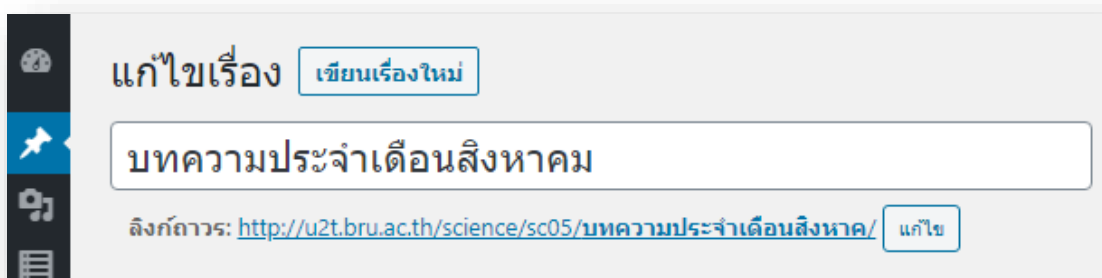 แก้ไขเรื่อง เขียนเรื่องใหม่
บทความประจำเดือนสิงหาคม
ลิงก์ถาวร: http://u2t.bru.ac.th/science/sc05/บทความประจำเดือนสิงหาค/ แก้ไข